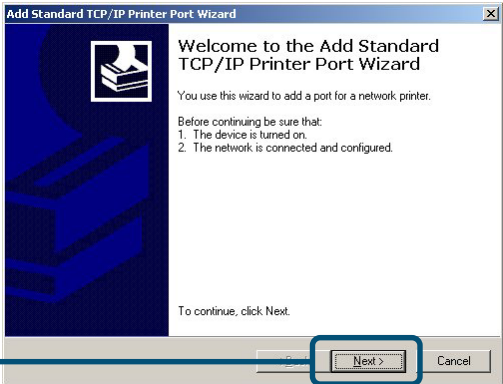 Add Standard TCP/IP Printer Port Wizard
Welcome to the Add Standard
TCP/IP Printer Port Wizard
You use this wizard to add a port for a network printer.
Before continuing be sure that:
1. The device is turned on.
2. The network is connected and configured.
To continue, click Next.
Next > Cancel